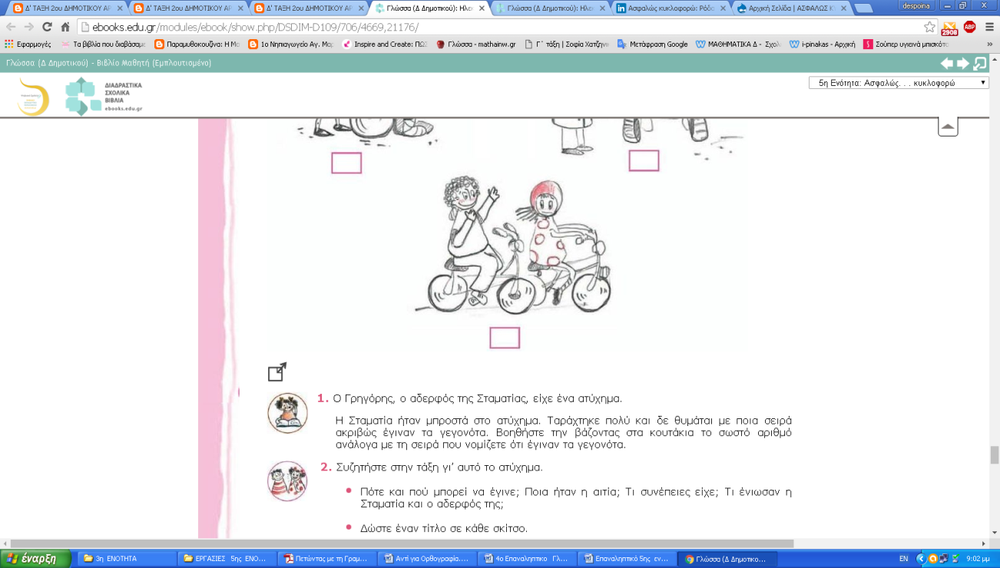 Δ' ΤΑΞΗ 2ου ΔΗΜΟΤΙΚΟΥ ΑΡ
Δ' ΤΑΞΗ 2ου ΔΗΜΟΤΙΚΟΥ ΑΡ
Δ' ΤΑΞΗ 2ου ΔΗΜΟΤΙΚΟΥ ΑΡ
Γλώσσα (Δ Δημοτικού): Ηλε
Γλώσσα (Δ Δημοτικού): Ηλε
Ασφαλώς κυκλοφορώ: Ρόδο
Αρχική Σελίδα | ΑΣΦΑΛΩΣ Κ
despoina
ebooks.edu.gr/modules/ebook/show.php/DSDIM-D109/706/4669,21176/
2908
ABP
Εφαρμογές
Τα βιβλία που διαβάσαμε
Παραμυθοκουζίνα: Η Μο
1ο Νηπιαγωγείο Αγ. Μαρ
Inspire and Create: ΠΩΣ
Γλώσσα - mathainw.gr
Γ΄ τάξη | Σοφία Χατζηνικ
Μετάφραση Google
ΜΑΘΗΜΑΤΙΚΑ Δ - Σχολ
i-pinakas - Αρχική
Σούπερ υγιεινά μπισκότα
»
Γλώσσα (Δ Δημοτικού) - Βιβλίο Μαθητή (Εμπλουτισμένο)
ΔΙΑΔΡΑΣΤΙΚΑ
ΣΧΟΛΙΚΑ
ΒΙΒΛΙΑ
ebooks.edu.gr
5η Ενότητα: Ασφαλώς. . . κυκλοφορώ
1. Ο Γρηγόρης, ο αδερφός της Σταματίας, είχε ένα ατύχημα.
Η Σταματία ήταν μπροστά στο ατύχημα. Ταράχτηκε πολύ και δε θυμάται με ποια σειρά
ακριβώς έγιναν τα γεγονότα. Βοηθήστε την βάζοντας στα κουτάκια το σωστό αριθμό
ανάλογα με τη σειρά που νομίζετε ότι έγιναν τα γεγονότα.
2. Συζητήστε στην τάξη γι' αυτό το ατύχημα.
• Πότε και πού μπορεί να έγινε; Ποια ήταν η αιτία; Τι συνέπειες είχε; Τι ένιωσαν η
Σταματία και ο αδερφός της;
• Δώστε έναν τίτλο σε κάθε σκίτσο.
έναρξη
3η ΕΝΟΤΗΤΑ
ΕΡΓΑΣΙΕΣ 5ης ΕΝΟ...
Πετώντας με τη Γραμ...
Αντί για Ορθογραφία....
4ο Επαναληπτικο Γλ...
Επαναληπτικό 5ης εν...
Γλώσσα (Δ Δημοτικο...
EN
9:02 μμ